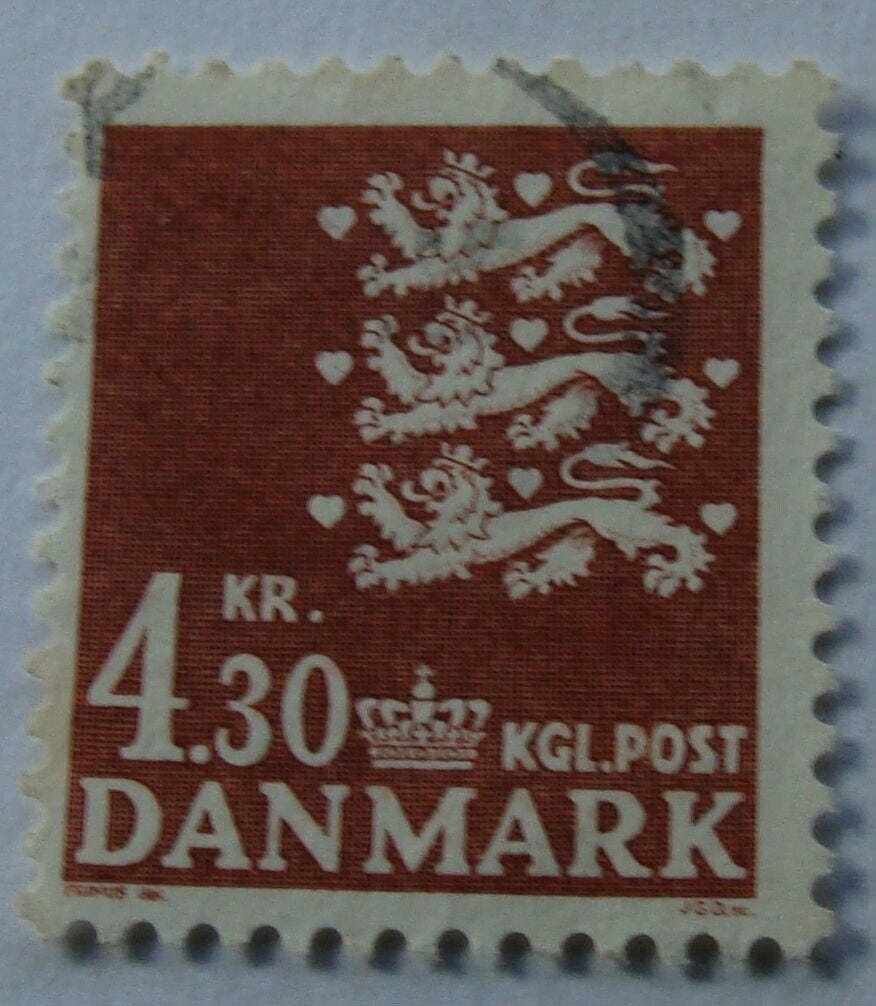 4.30 KR.
KGL.POST
DANMARK